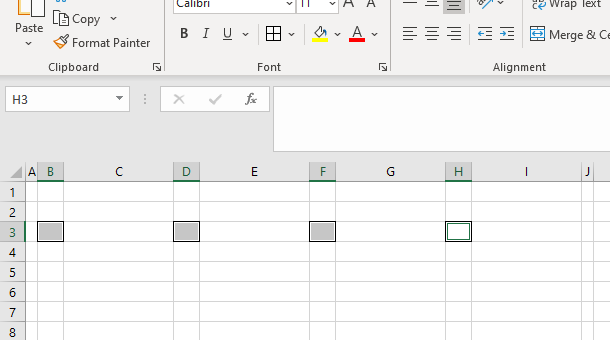 Calibri 11 A A
Wrap Text
Paste Copy
Format Painter
B I U A
Merge & Ce
Clipboard Font Alignment
H3 fx
A B C D E F G H I J
1
2
3
4
5
6
7
8